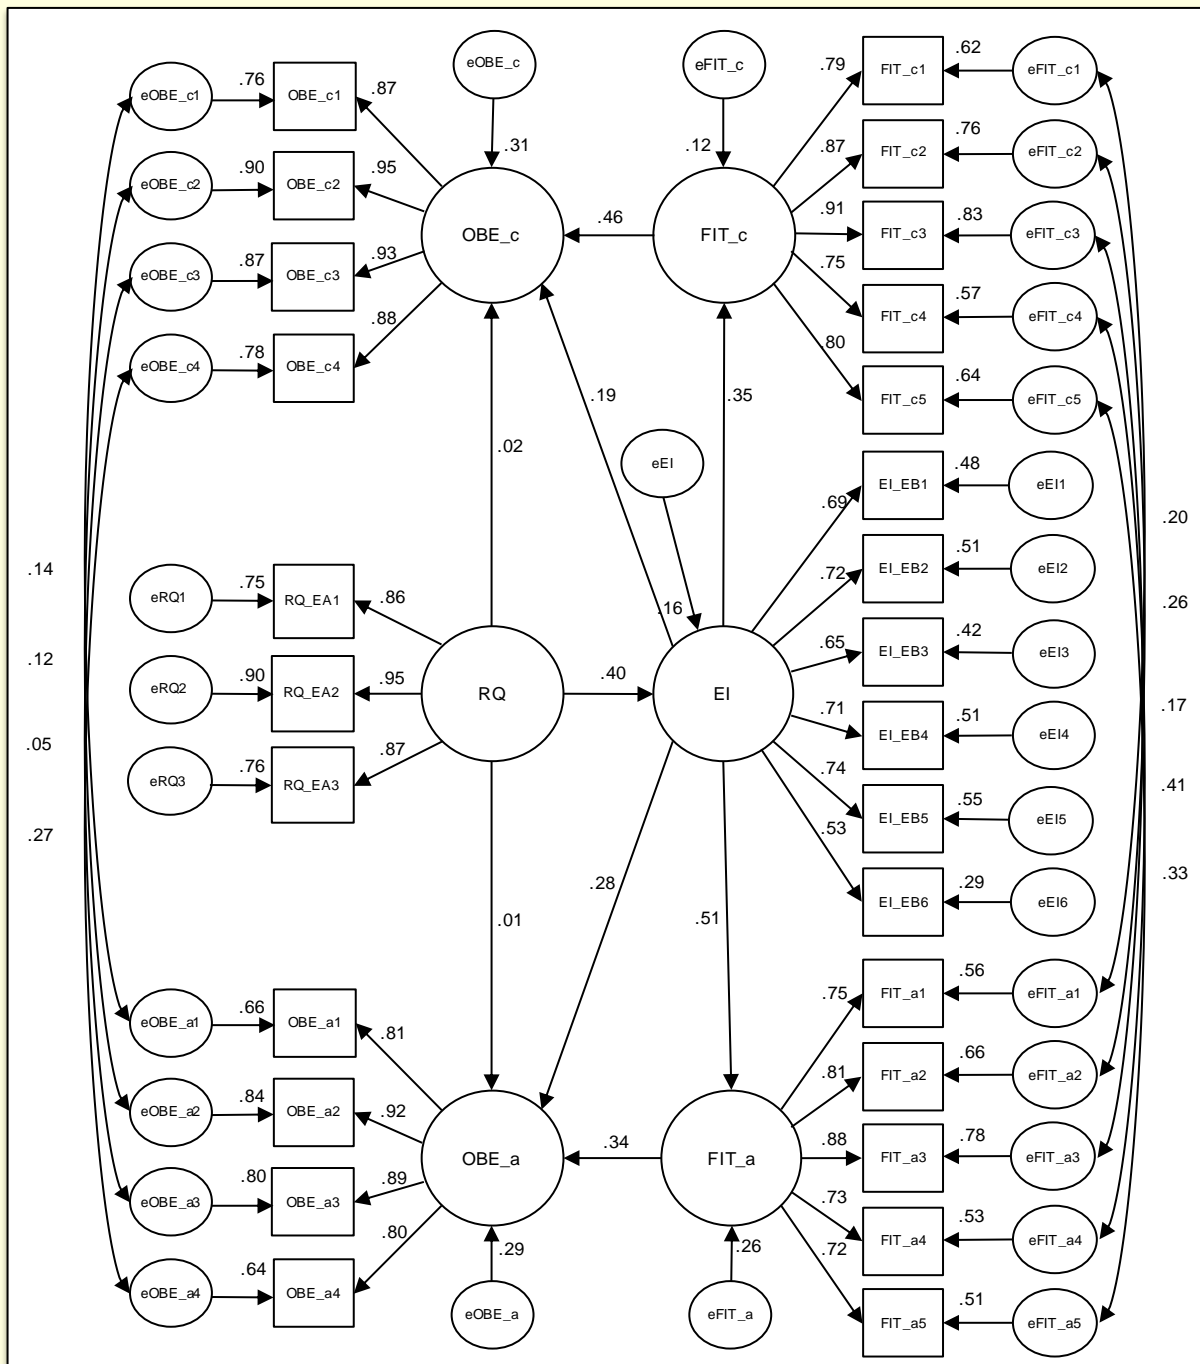 eOBE_c
eFIT_c
eOBE_c1
.76
OBE_c1
.87
.31
eOBE_c2
.90
OBE_c2
.95
eOBE_c3
.87
OBE_c3
.93
eOBE_c4
.78
OBE_c4
.88
OBE_c
.46
FIT_c
.12
.79
FIT_c1
.62
eFIT_c1
.87
FIT_c2
.76
eFIT_c2
.91
FIT_c3
.83
eFIT_c3
.75
FIT_c4
.57
eFIT_c4
.80
FIT_c5
.64
eFIT_c5
.19
.35
.02
eEI
.16
.69
EI_EB1
.48
eEI1
.72
EI_EB2
.51
eEI2
.65
EI_EB3
.42
eEI3
.71
EI_EB4
.51
eEI4
.74
EI_EB5
.55
eEI5
.53
EI_EB6
.29
eEI6
.14
.12
.05
.27
eRQ1
.75
RQ_EA1
.86
eRQ2
.90
RQ_EA2
.95
eRQ3
.76
RQ_EA3
.87
RQ
.40
EI
.20
.26
.17
.41
.33
.28
.51
.01
eOBE_a1
.66
OBE_a1
.81
eOBE_a2
.84
OBE_a2
.92
eOBE_a3
.80
OBE_a3
.89
eOBE_a4
.64
OBE_a4
.80
OBE_a
.34
FIT_a
.29
.26
eOBE_a
eFIT_a
.75
FIT_a1
.56
eFIT_a1
.81
FIT_a2
.66
eFIT_a2
.88
FIT_a3
.78
eFIT_a3
.73
FIT_a4
.53
eFIT_a4
.72
FIT_a5
.51
eFIT_a5